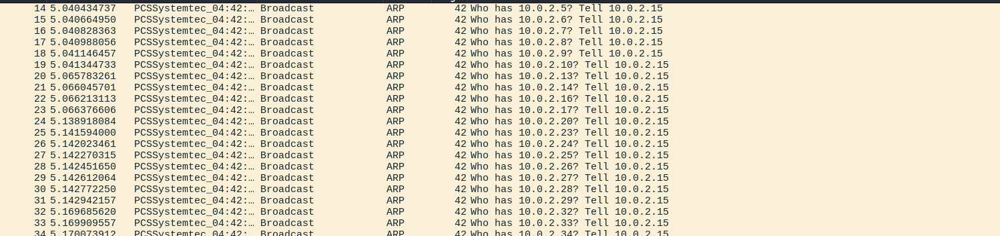 14 5.040434737 PCSSystemtec_04:42:… Broadcast ARP 42 Who has 10.0.2.5? Tell 10.0.2.15
15 5.040664950 PCSSystemtec_04:42:… Broadcast ARP 42 Who has 10.0.2.6? Tell 10.0.2.15
16 5.040828363 PCSSystemtec_04:42:… Broadcast ARP 42 Who has 10.0.2.7? Tell 10.0.2.15
17 5.040988056 PCSSystemtec_04:42:… Broadcast ARP 42 Who has 10.0.2.8? Tell 10.0.2.15
18 5.041146457 PCSSystemtec_04:42:… Broadcast ARP 42 Who has 10.0.2.9? Tell 10.0.2.15
19 5.041344733 PCSSystemtec_04:42:… Broadcast ARP 42 Who has 10.0.2.10? Tell 10.0.2.15
20 5.065783261 PCSSystemtec_04:42:… Broadcast ARP 42 Who has 10.0.2.13? Tell 10.0.2.15
21 5.066045701 PCSSystemtec_04:42:… Broadcast ARP 42 Who has 10.0.2.14? Tell 10.0.2.15
22 5.066213113 PCSSystemtec_04:42:… Broadcast ARP 42 Who has 10.0.2.16? Tell 10.0.2.15
23 5.066376606 PCSSystemtec_04:42:… Broadcast ARP 42 Who has 10.0.2.17? Tell 10.0.2.15
24 5.138918084 PCSSystemtec_04:42:… Broadcast ARP 42 Who has 10.0.2.20? Tell 10.0.2.15
25 5.141594000 PCSSystemtec_04:42:… Broadcast ARP 42 Who has 10.0.2.23? Tell 10.0.2.15
26 5.142023461 PCSSystemtec_04:42:… Broadcast ARP 42 Who has 10.0.2.24? Tell 10.0.2.15
27 5.142270315 PCSSystemtec_04:42:… Broadcast ARP 42 Who has 10.0.2.25? Tell 10.0.2.15
28 5.142451650 PCSSystemtec_04:42:… Broadcast ARP 42 Who has 10.0.2.26? Tell 10.0.2.15
29 5.142612064 PCSSystemtec_04:42:… Broadcast ARP 42 Who has 10.0.2.27? Tell 10.0.2.15
30 5.142772250 PCSSystemtec_04:42:… Broadcast ARP 42 Who has 10.0.2.28? Tell 10.0.2.15
31 5.142942157 PCSSystemtec_04:42:… Broadcast ARP 42 Who has 10.0.2.29? Tell 10.0.2.15
32 5.169685620 PCSSystemtec_04:42:… Broadcast ARP 42 Who has 10.0.2.32? Tell 10.0.2.15
33 5.169909557 PCSSystemtec_04:42:… Broadcast ARP 42 Who has 10.0.2.33? Tell 10.0.2.15
34 5.170073912 PCSSystemtec_04:42:… Broadcast ARP 42 Who has 10.0.2.34? Tell 10.0.2.15